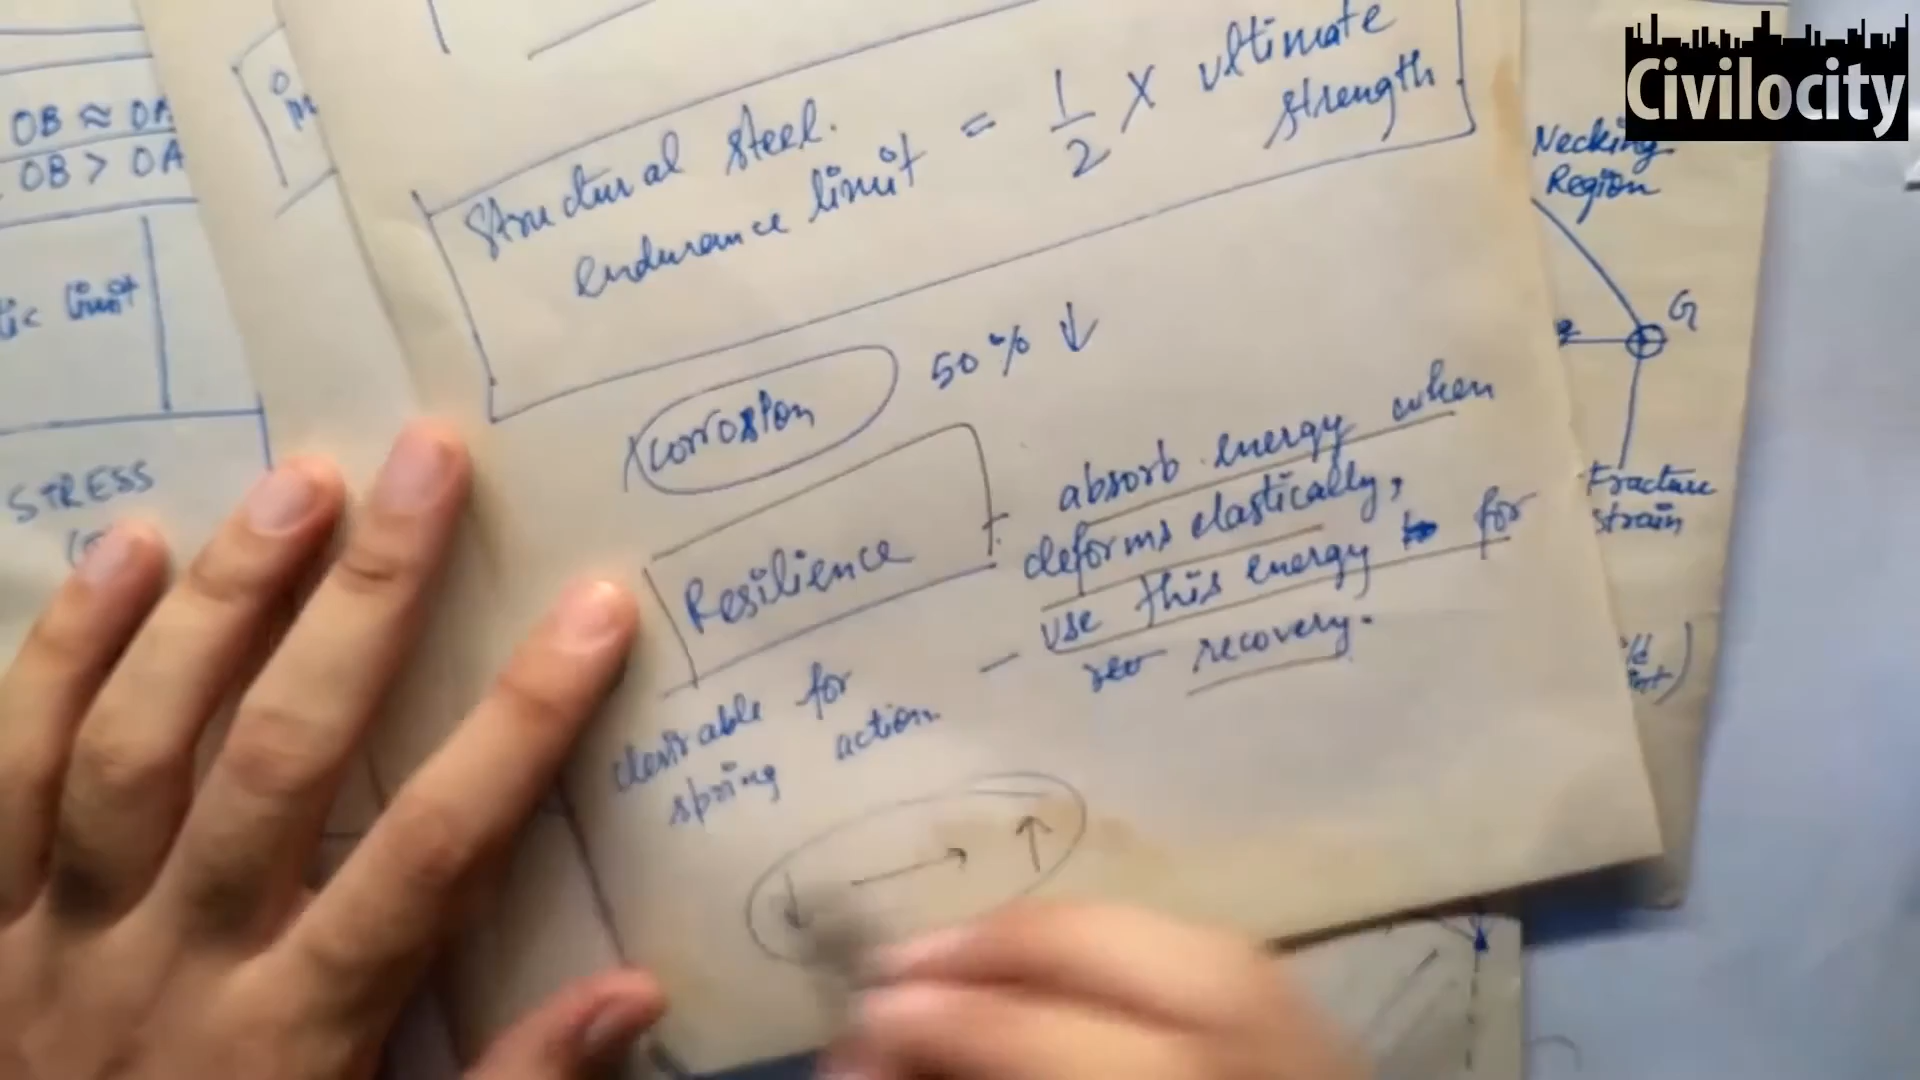 Civilocity
OB ≈ OA
OB > OA
limit
STRESS
Structural steel.
endurance limit = 1/2 X ultimate
strength
Corrosion 50% ↓
Resilience
absorb energy when
deforms elastically,
use this energy for
recovery.
desirable for
spring action
Necking
Region
G
Fracture
strain